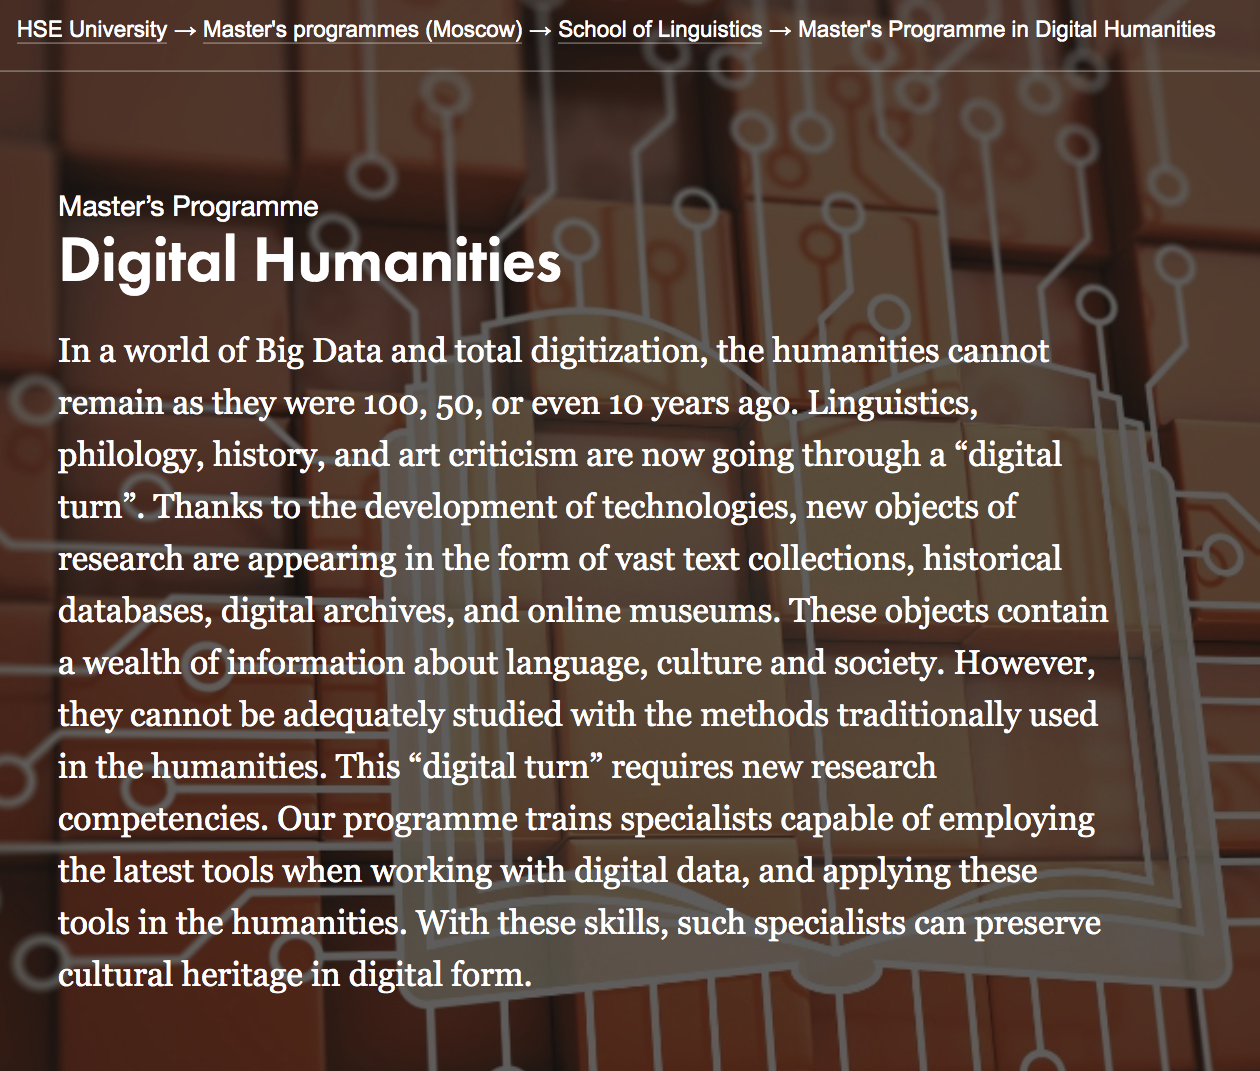 HSE University → Master's programmes (Moscow) → School of Linguistics → Master's Programme in Digital Humanities
Master’s Programme
Digital Humanities
In a world of Big Data and total digitization, the humanities cannot
remain as they were 100, 50, or even 10 years ago. Linguistics,
philology, history, and art criticism are now going through a “digital
turn”. Thanks to the development of technologies, new objects of
research are appearing in the form of vast text collections, historical
databases, digital archives, and online museums. These objects contain
a wealth of information about language, culture and society. However,
they cannot be adequately studied with the methods traditionally used
in the humanities. This “digital turn” requires new research
competencies. Our programme trains specialists capable of employing
the latest tools when working with digital data, and applying these
tools in the humanities. With these skills, such specialists can preserve
cultural heritage in digital form.